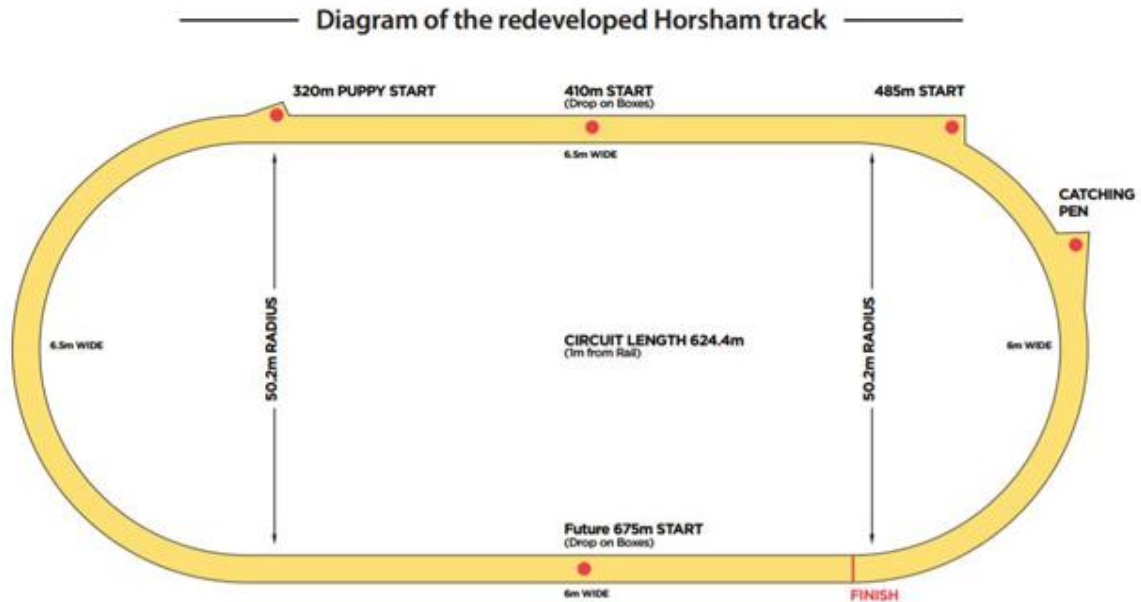 Diagram of the redeveloped Horsham track
320m PUPPY START
410m START
(Drop on Boxes)
485m START
6.5m WIDE
CATCHING
PEN
50.2m RADIUS
50.2m RADIUS
6.5m WIDE
CIRCUIT LENGTH 624.4m
(1m from Rail)
6m WIDE
Future 675m START
(Drop on Boxes)
6m WIDE
FINISH